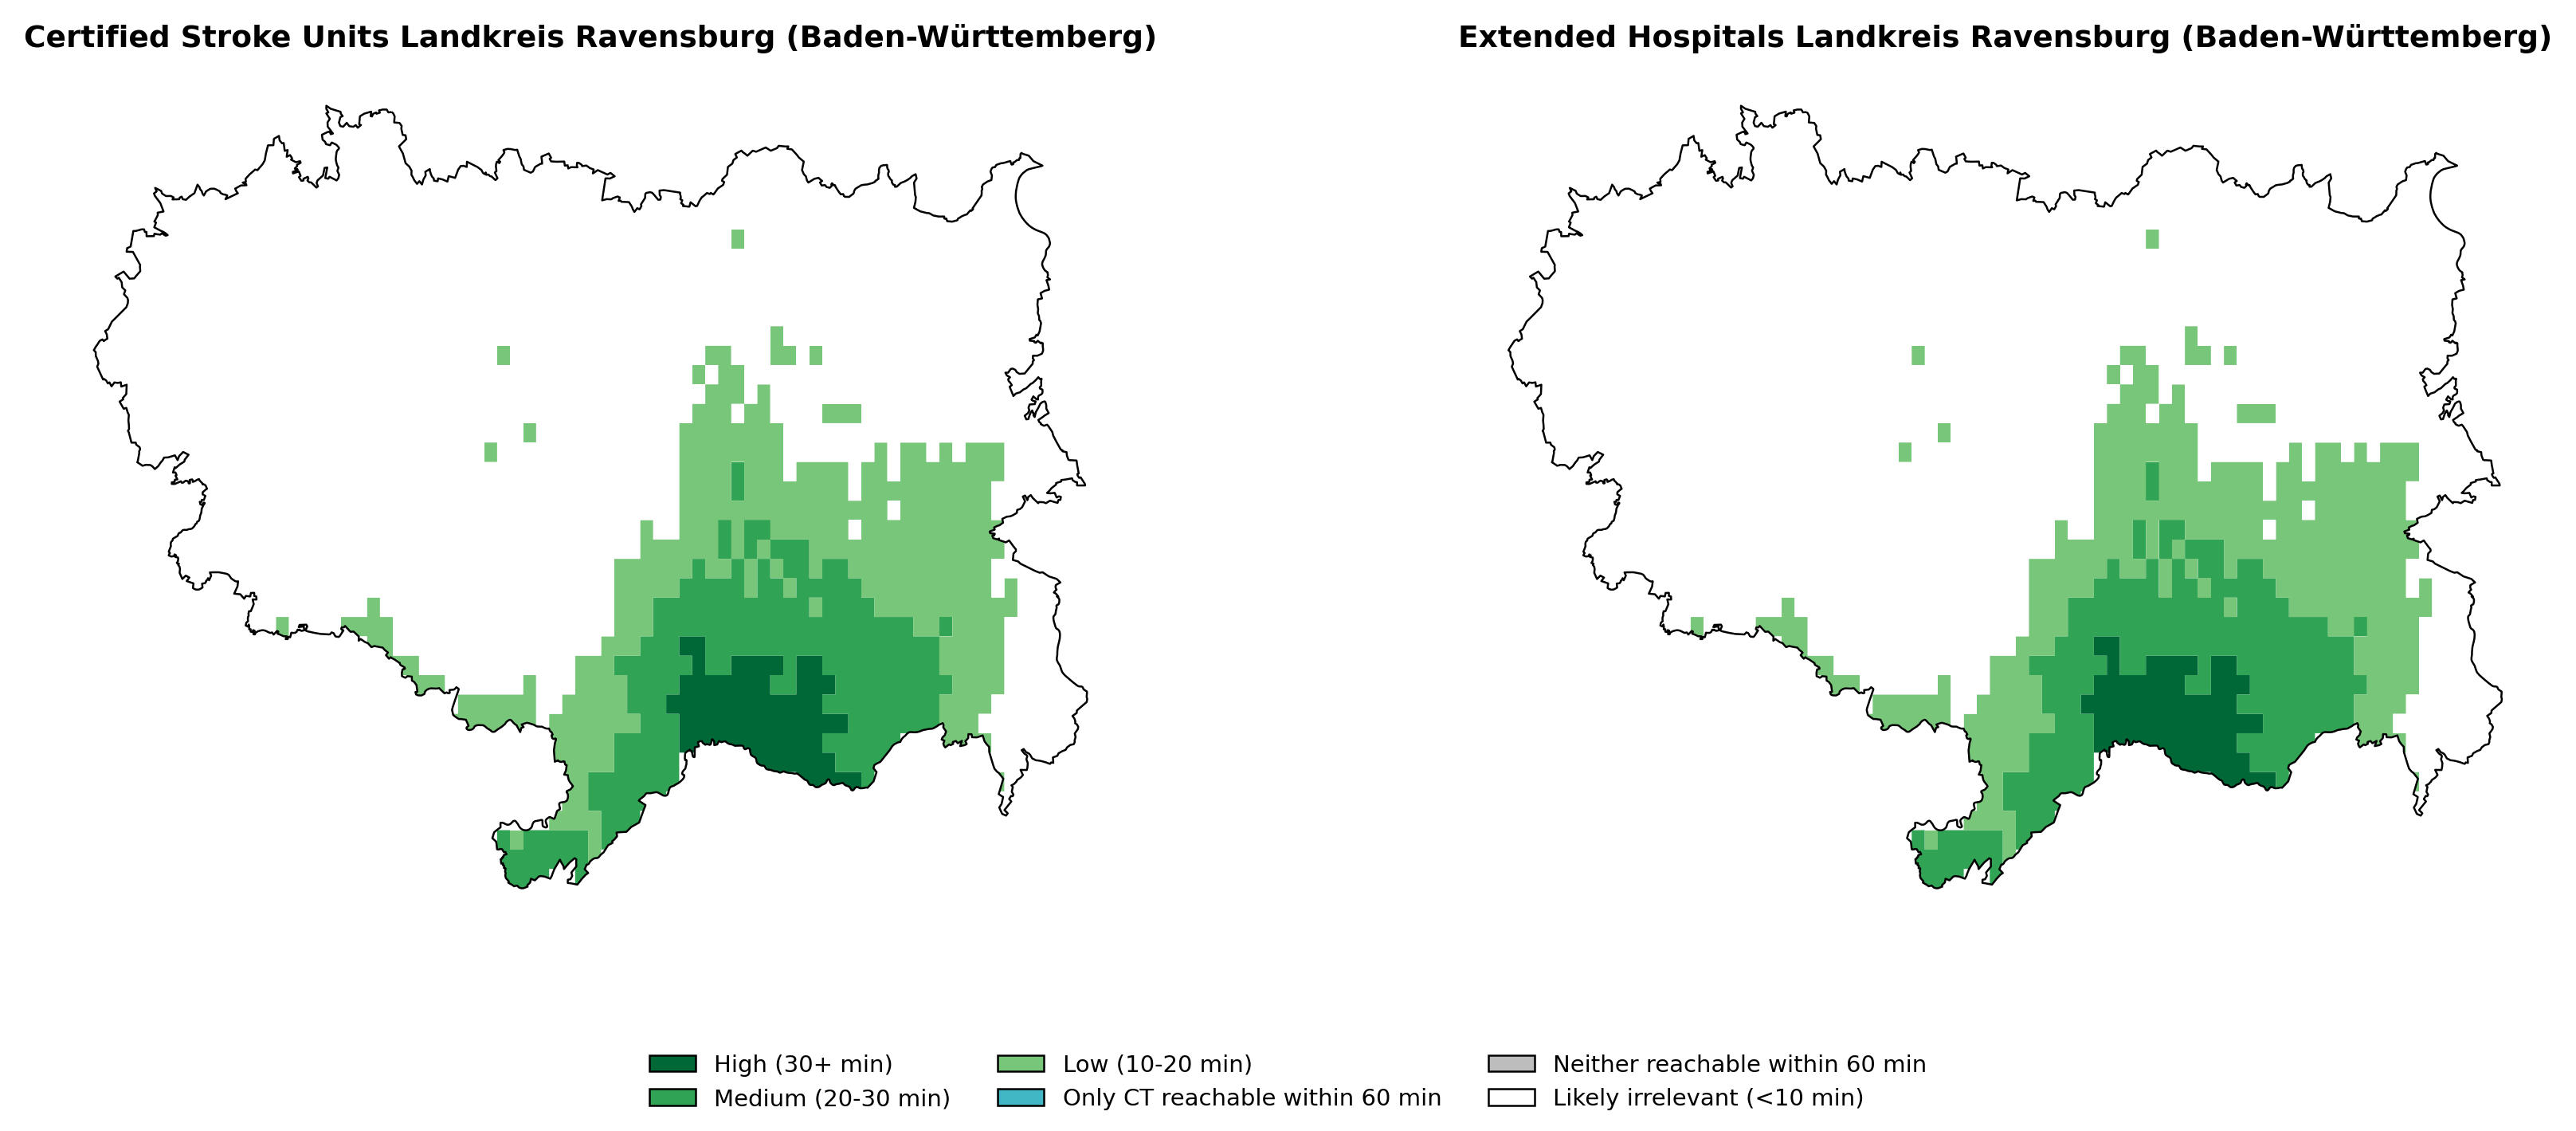 Certified Stroke Units Landkreis Ravensburg (Baden-Württemberg)
Extended Hospitals Landkreis Ravensburg (Baden-Württemberg)
High (30+ min)
Medium (20-30 min)
Low (10-20 min)
Only CT reachable within 60 min
Neither reachable within 60 min
Likely irrelevant (<10 min)